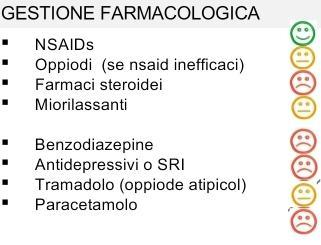 GESTIONE FARMACOLOGICA
▪ NSAIDs
▪ Oppiodi (se nsaid inefficaci)
▪ Farmaci steroidei
▪ Miorilassanti
▪ Benzodiazepine
▪ Antidepressivi o SRI
▪ Tramadolo (oppiode atipicol)
▪ Paracetamolo